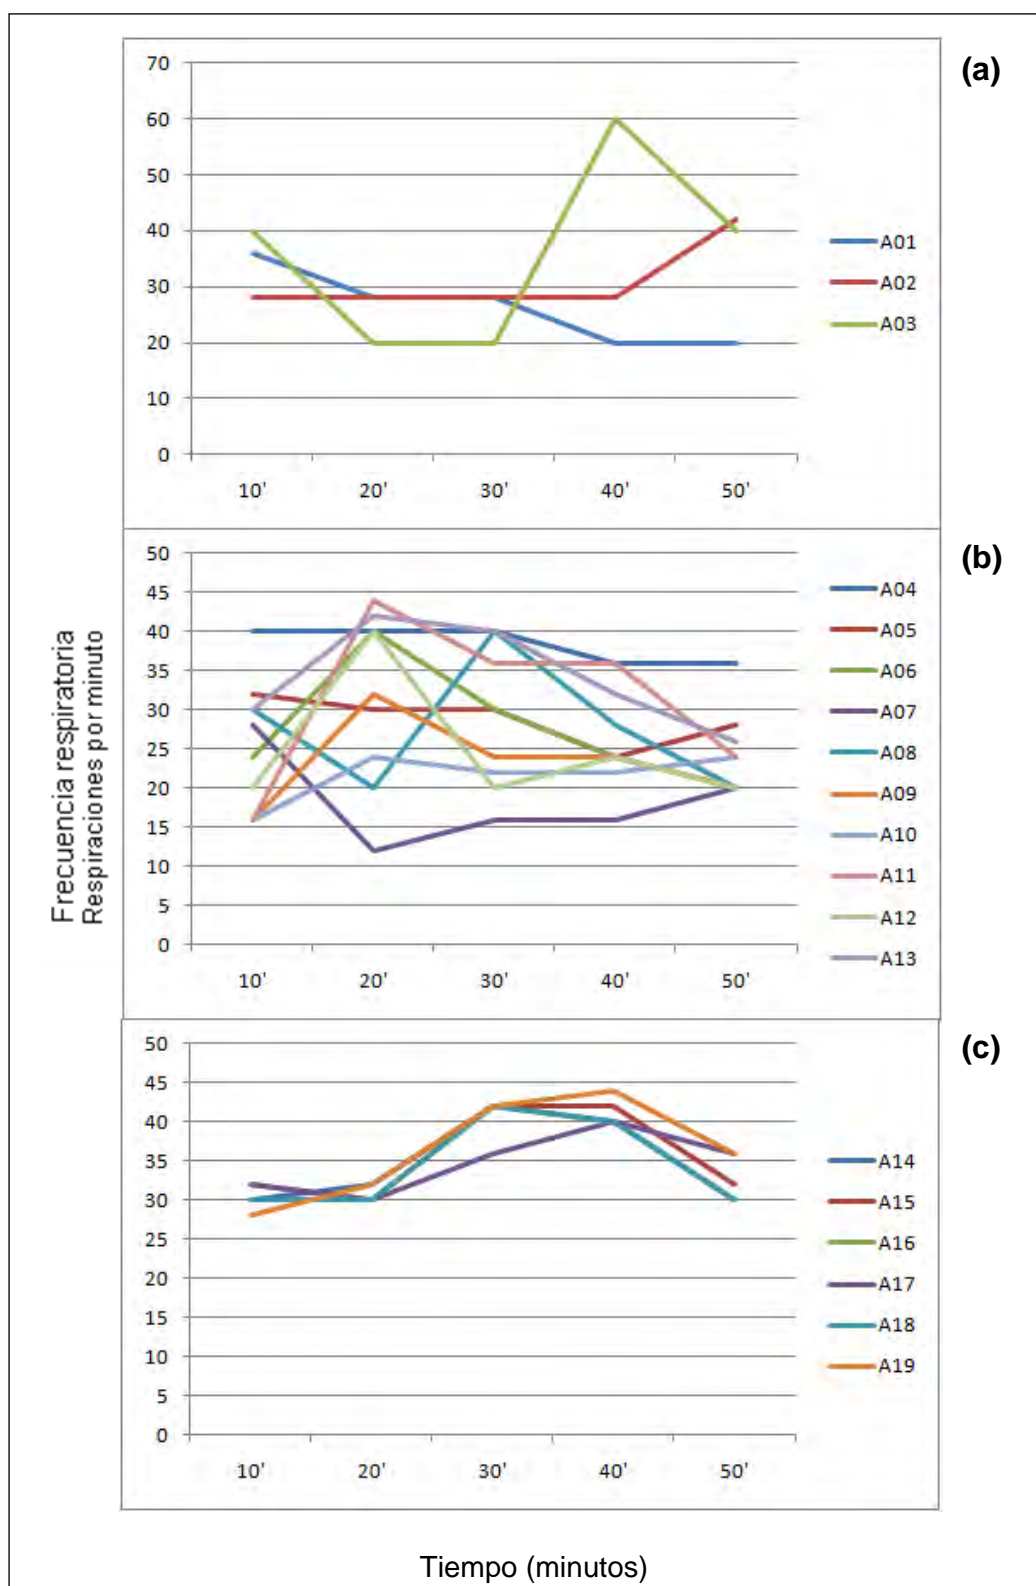 (a)
70
60
50
40
30
20
10
0
10' 20' 30' 40' 50'
A01
A02
A03
(b)
Frecuencia respiratoria
Respiraciones por minuto
50
45
40
35
30
25
20
15
10
5
0
10' 20' 30' 40' 50'
A04
A05
A06
A07
A08
A09
A10
A11
A12
A13
(c)
50
45
40
35
30
25
20
15
10
5
0
10' 20' 30' 40' 50'
A14
A15
A16
A17
A18
A19
Tiempo (minutos)